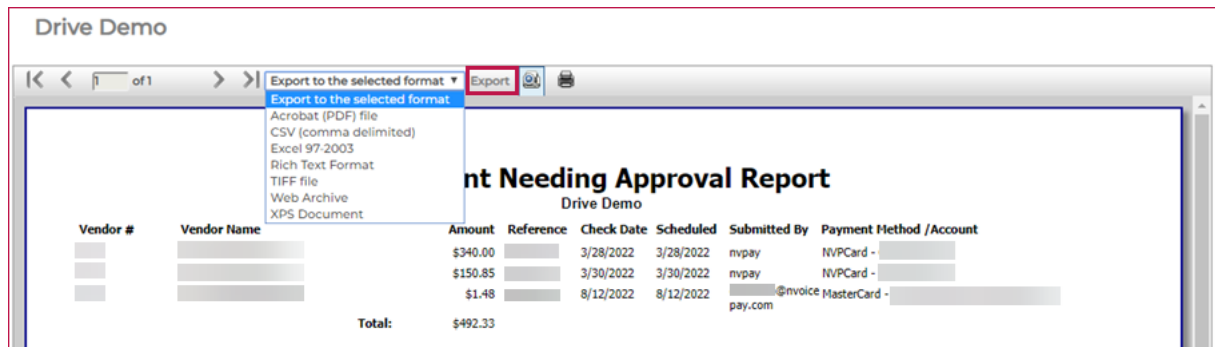 Drive Demo
1 of 1 Export to the selected format Export
Export to the selected format
Acrobat (PDF) file
CSV (comma delimited)
Excel 97-2003
Rich Text Format
TIFF file
Web Archive
XPS Document
nt Needing Approval Report
Drive Demo
Vendor # Vendor Name Amount Reference Check Date Scheduled Submitted By Payment Method /Account
$340.00 3/28/2022 3/28/2022 nvpay NVPCard -
$150.85 3/30/2022 3/30/2022 nvpay NVPCard -
$1.48 8/12/2022 8/12/2022 @nvoice MasterCard -
pay.com
Total: $492.33